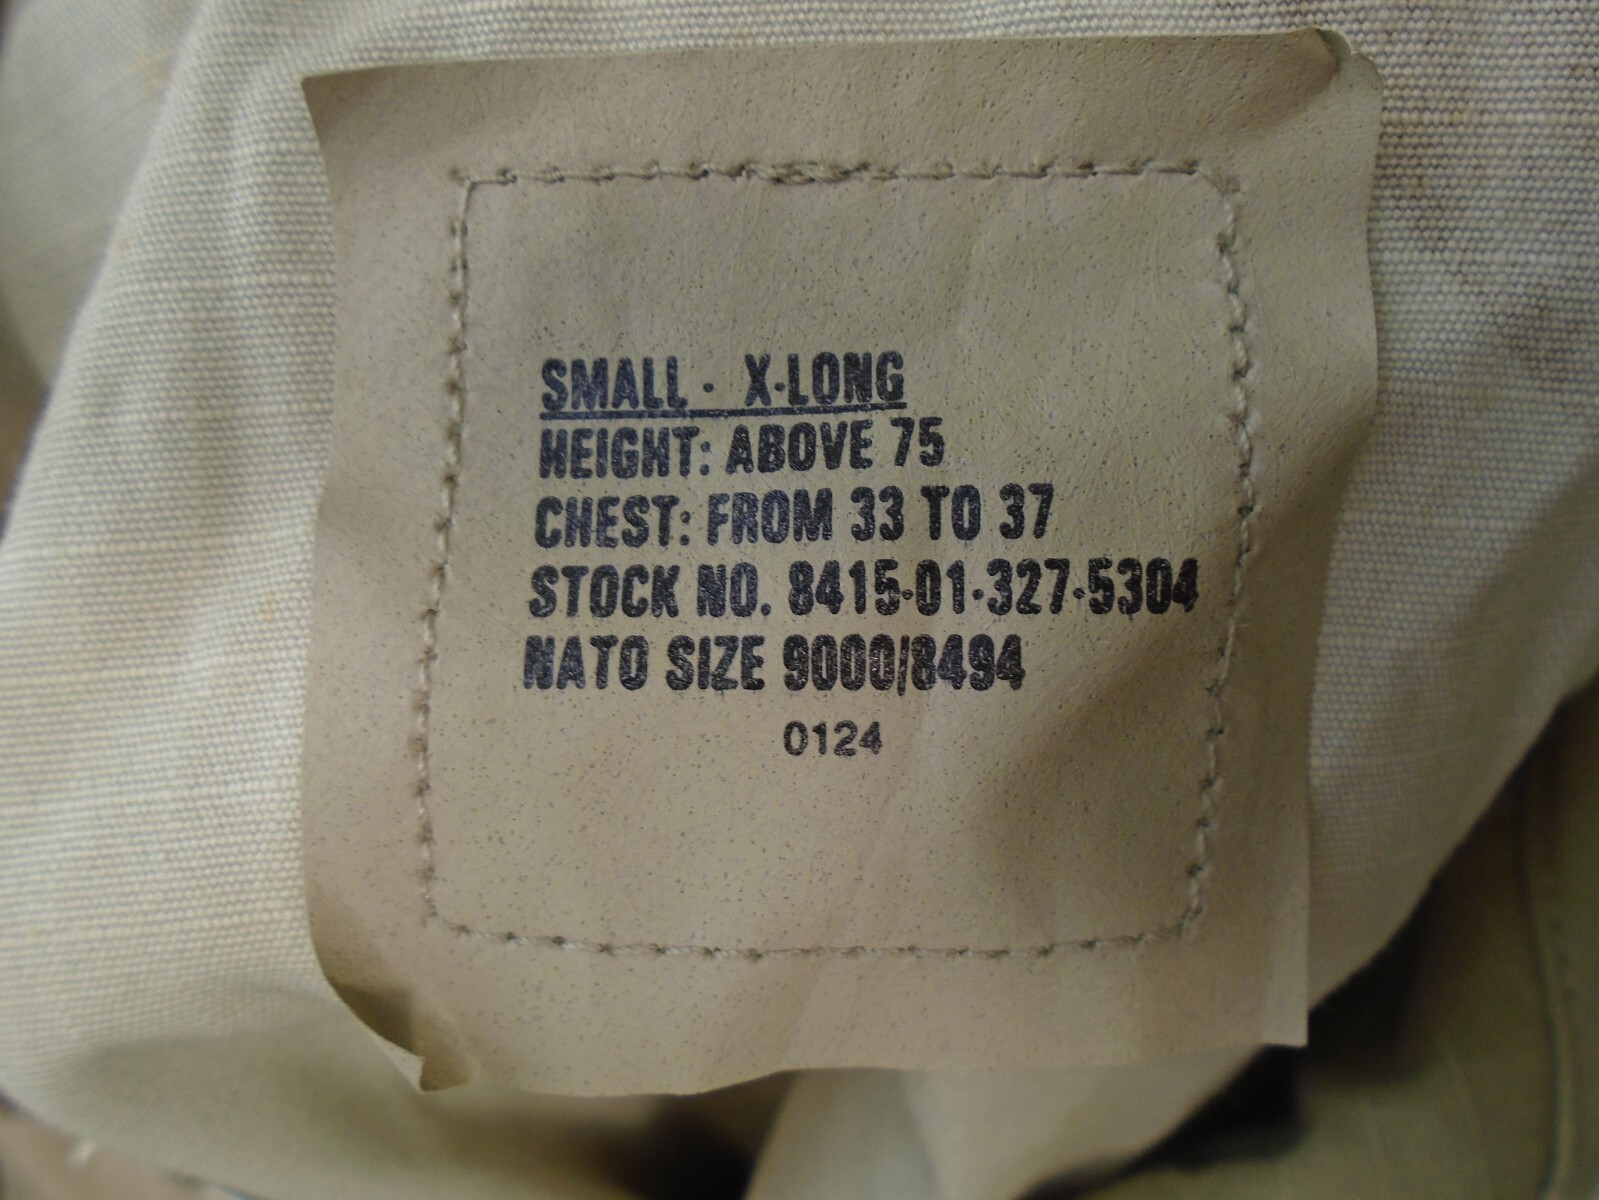 SMALL - X-LONG
HEIGHT: ABOVE 75
CHEST: FROM 33 TO 37
STOCK NO. 8415-01-327-5304
NATO SIZE 9000/8494
0124